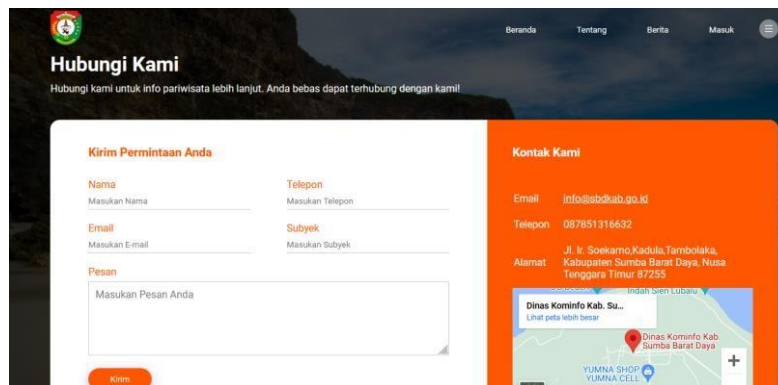 Beranda Tentang Berita Masuk
Hubungi Kami
Hubungi kami untuk info pariwisata lebih lanjut. Anda bebas dapat terhubung dengan kami!
Kirim Permintaan Anda
Nama Telepon
Masukan Nama Masukan Telepon
Email Subyek
Masukan E-mail Masukan Subyek
Pesan
Masukan Pesan Anda
Kirim
Kontak Kami
Email info@sbdkab.go.id
Telepon 087851316632
Alamat Jl. Ir. Soekarno,Kadula,Tambolaka,
Kabupaten Sumba Barat Daya, Nusa
Tenggara Timur 87255
Indah Sien Lubalu
Dinas Kominfo Kab. Su...
Lihat peta lebih besar
Dinas Kominfo Kab
Sumba Barat Daya
YUMNA SHOP
YUMNA CELL
+